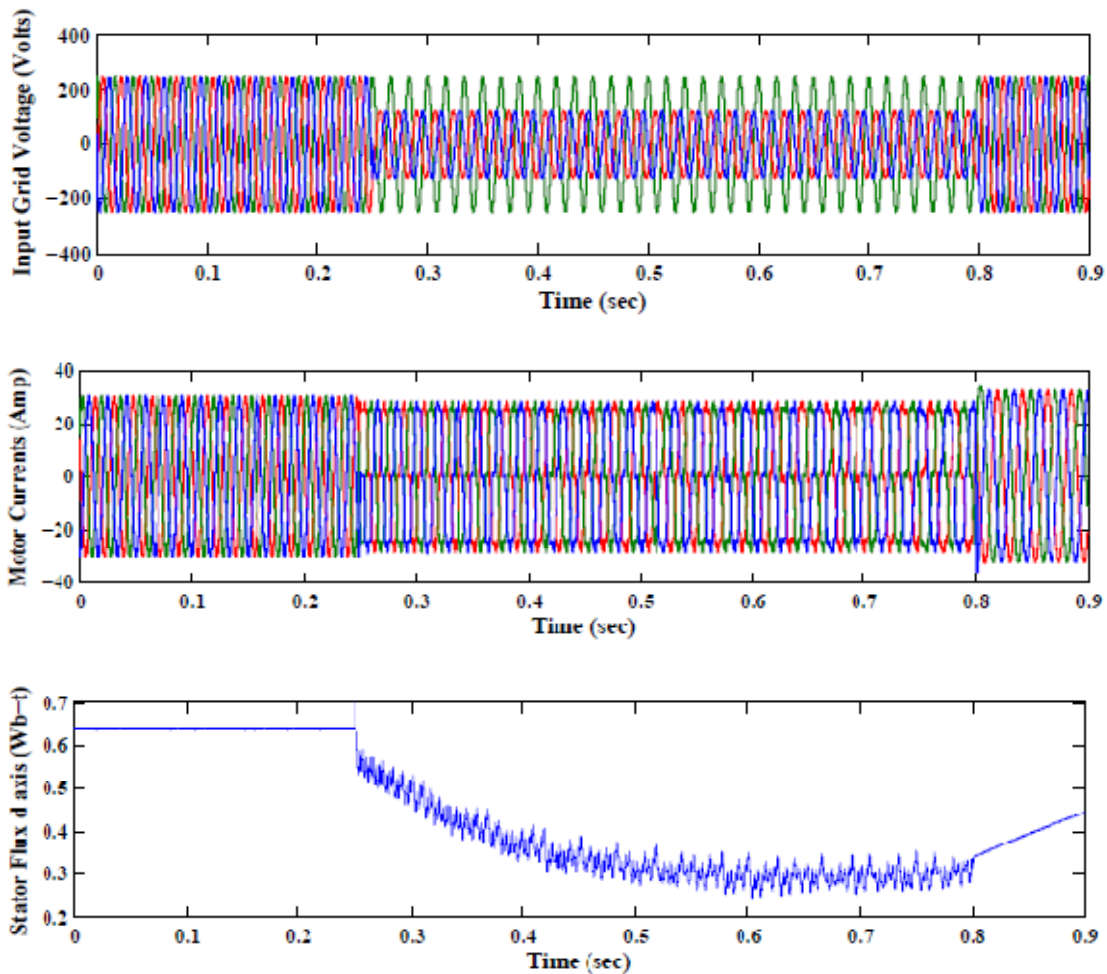 Input Grid Voltage (Volts)
400
200
0
−200
−400
0 0.1 0.2 0.3 0.4 0.5 0.6 0.7 0.8 0.9
Time (sec)
Motor Currents (Amp)
40
20
0
−20
−40
0 0.1 0.2 0.3 0.4 0.5 0.6 0.7 0.8 0.9
Time (sec)
Stator Flux d axis (Wb−t)
0.7
0.6
0.5
0.4
0.3
0.2
0 0.1 0.2 0.3 0.4 0.5 0.6 0.7 0.8 0.9
Time (sec)